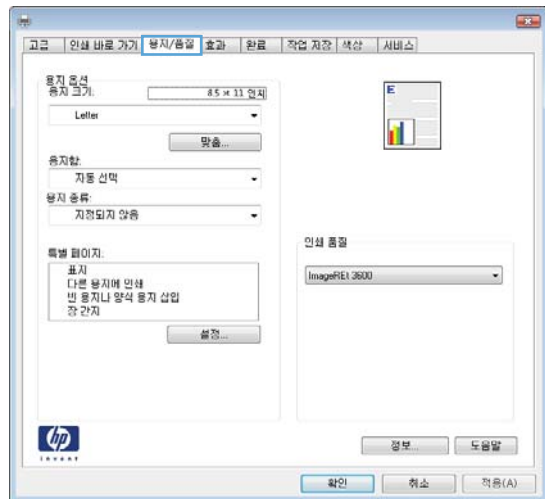 고급 인쇄 바로 가기 용지/품질 효과 완료 작업 저장 색상 서비스
용지 옵션
용지 크기: 8.5 × 11 인치
Letter
맞춤...
용지함:
자동 선택
용지 종류:
지정되지 않음
특별 페이지:
표지
다른 용지에 인쇄
빈 용지나 양식 용지 삽입
장 간지
설정...
E
인쇄 품질
ImageREt 3600
hp
invent
정보... 도움말
확인 취소 적용(A)